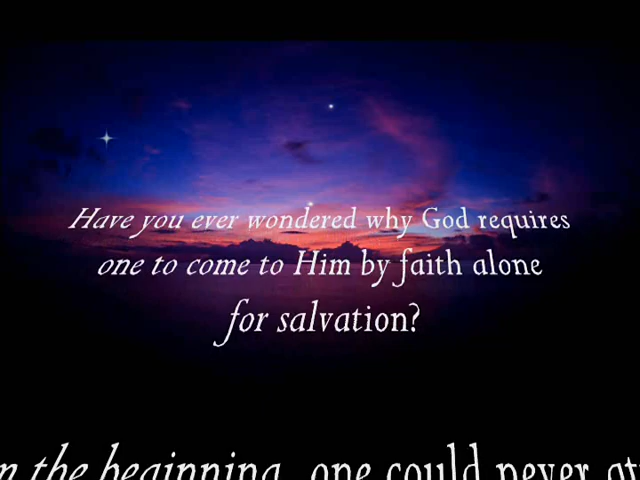 Have you ever wondered why God requires
one to come to Him by faith alone
for salvation?
the beginning, one could never